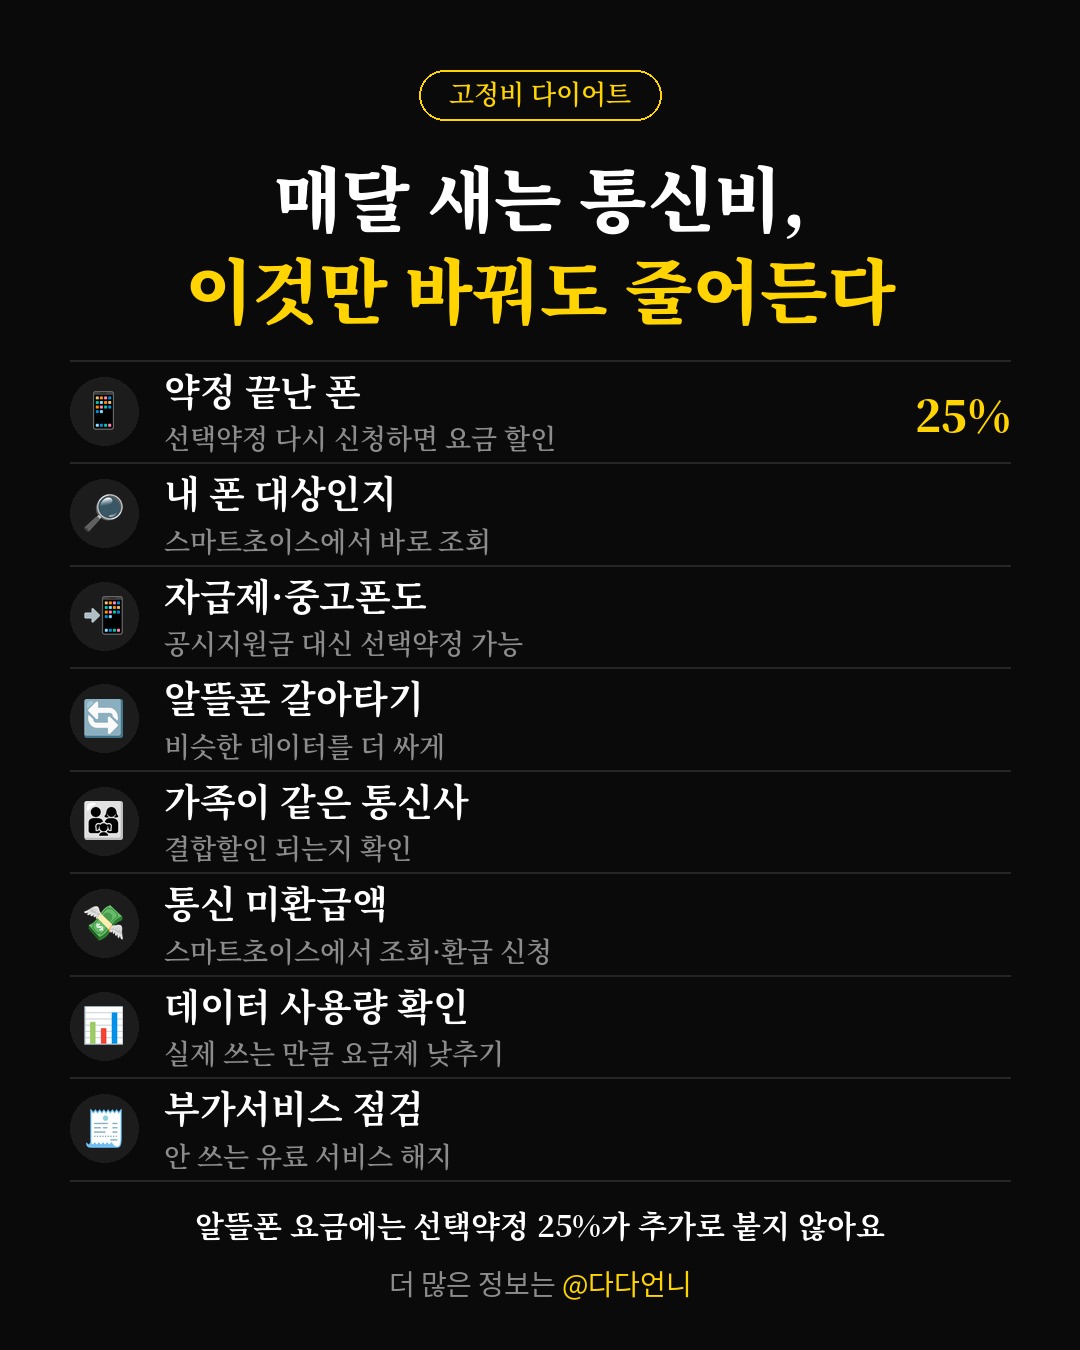 고정비 다이어트
매달 새는 통신비,
이것만 바꿔도 줄어든다
약정 끝난 폰
선택약정 다시 신청하면 요금 할인
25%
내 폰 대상인지
스마트초이스에서 바로 조회
자급제·중고폰도
공시지원금 대신 선택약정 가능
알뜰폰 갈아타기
비슷한 데이터를 더 싸게
가족이 같은 통신사
결합할인 되는지 확인
통신 미환급액
스마트초이스에서 조회·환급 신청
데이터 사용량 확인
실제 쓰는 만큼 요금제 낮추기
부가서비스 점검
안 쓰는 유료 서비스 해지
알뜰폰 요금에는 선택약정 25%가 추가로 붙지 않아요
더 많은 정보는 @다다언니